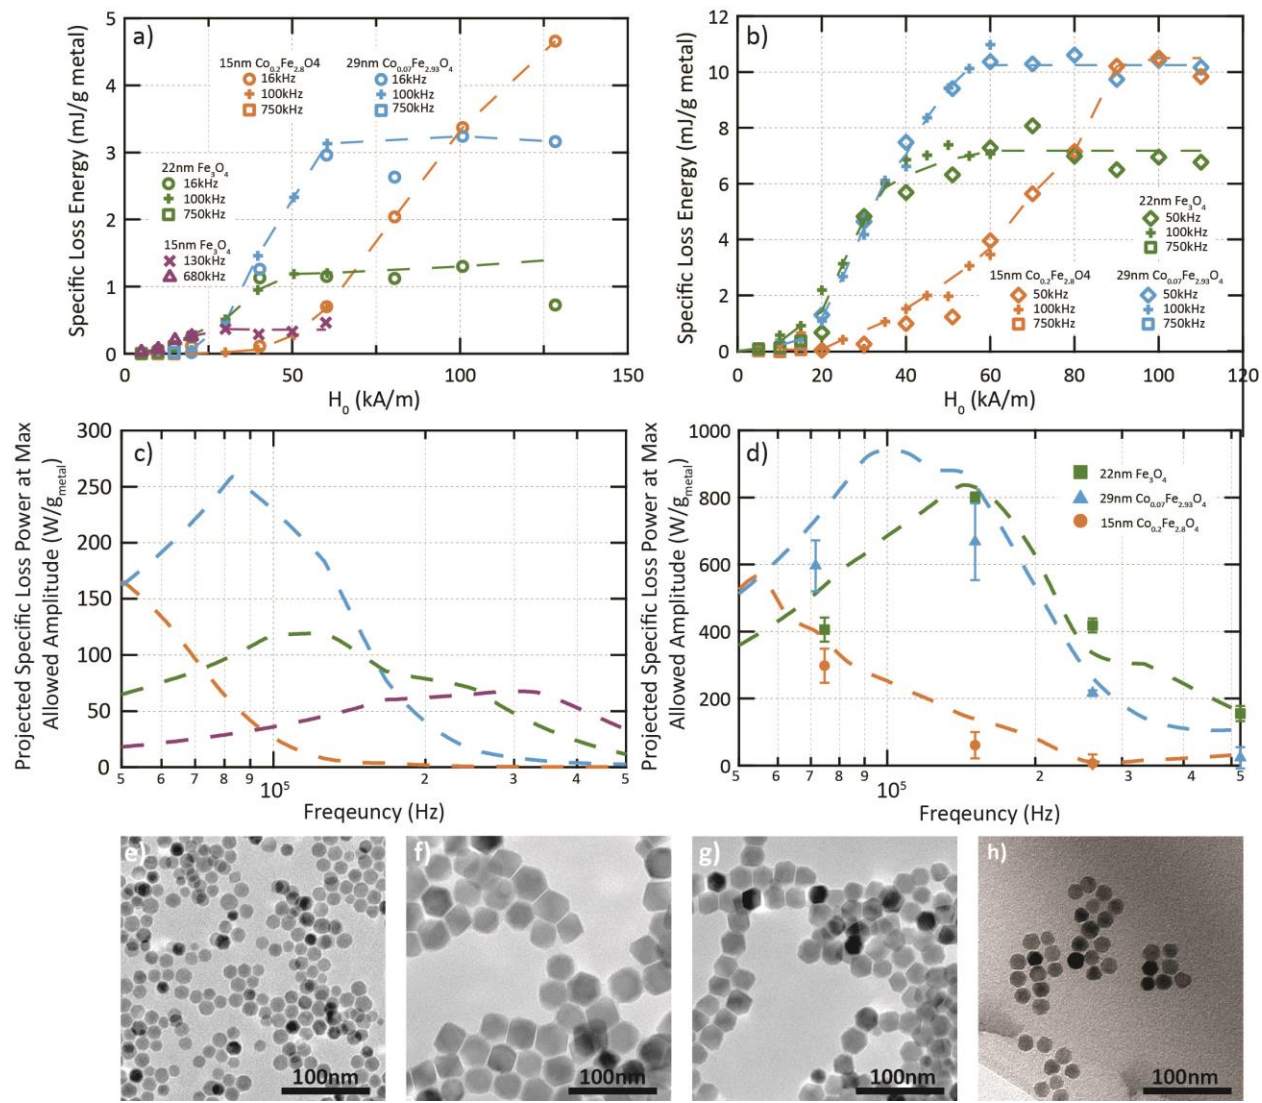 a)
Specific Loss Energy (mJ/g metal)
5
4
3
2
1
0
15nm Co0.2Fe2.8O4
16kHz
100kHz
750kHz
29nm Co0.07Fe2.93O4
16kHz
100kHz
750kHz
22nm Fe3O4
16kHz
100kHz
750kHz
15nm Fe3O4
130kHz
680kHz
0 50 100 150
H0 (kA/m)
b)
Specific Loss Energy (mJ/g metal)
12
10
8
6
4
2
0
22nm Fe3O4
50kHz
100kHz
750kHz
15nm Co0.2Fe2.8O4
50kHz
100kHz
750kHz
29nm Co0.07Fe2.93O4
50kHz
100kHz
750kHz
0 20 40 60 80 100 120
H0 (kA/m)
c)
Projected Specific Loss Power at Max
Allowed Amplitude (W/gmetal)
300
250
200
150
100
50
0
5 6 7 8 9 2 3 4 5
10^5
Freqeuncy (Hz)
d)
Projected Specific Loss Power at Max
Allowed Amplitude (W/gmetal)
1000
800
600
400
200
0
22nm Fe3O4
29nm Co0.07Fe2.93O4
15nm Co0.2Fe2.8O4
5 6 7 8 9 2 3 4 5
10^5
Freqeuncy (Hz)
e)
100nm
f)
100nm
g)
100nm
h)
100nm